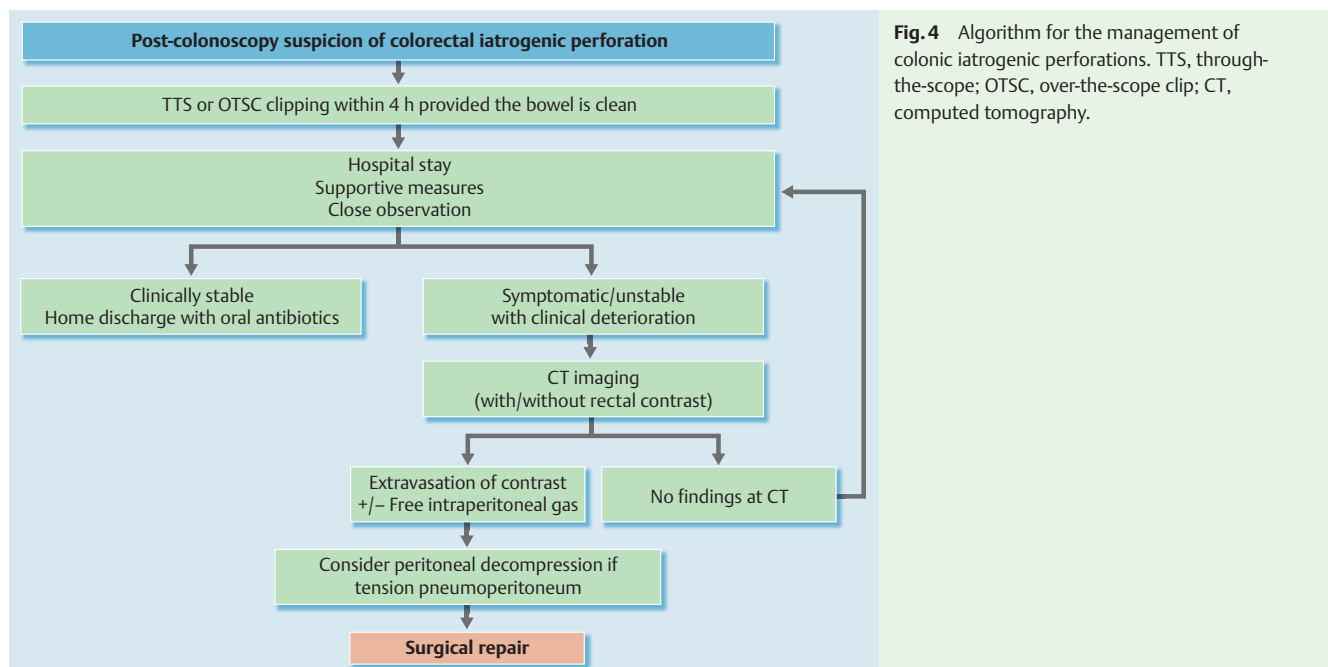 Post-colonoscopy suspicion of colorectal iatrogenic perforation
TTS or OTSC clipping within 4 h provided the bowel is clean
Hospital stay
Supportive measures
Close observation
Clinically stable
Home discharge with oral antibiotics
Symptomatic/unstable
with clinical deterioration
CT imaging
(with/without rectal contrast)
Extravasation of contrast
+/– Free intraperitoneal gas
No findings at CT
Consider peritoneal decompression if
tension pneumoperitoneum
Surgical repair
Fig. 4 Algorithm for the management of
colonic iatrogenic perforations. TTS, through-
the-scope; OTSC, over-the-scope clip; CT,
computed tomography.